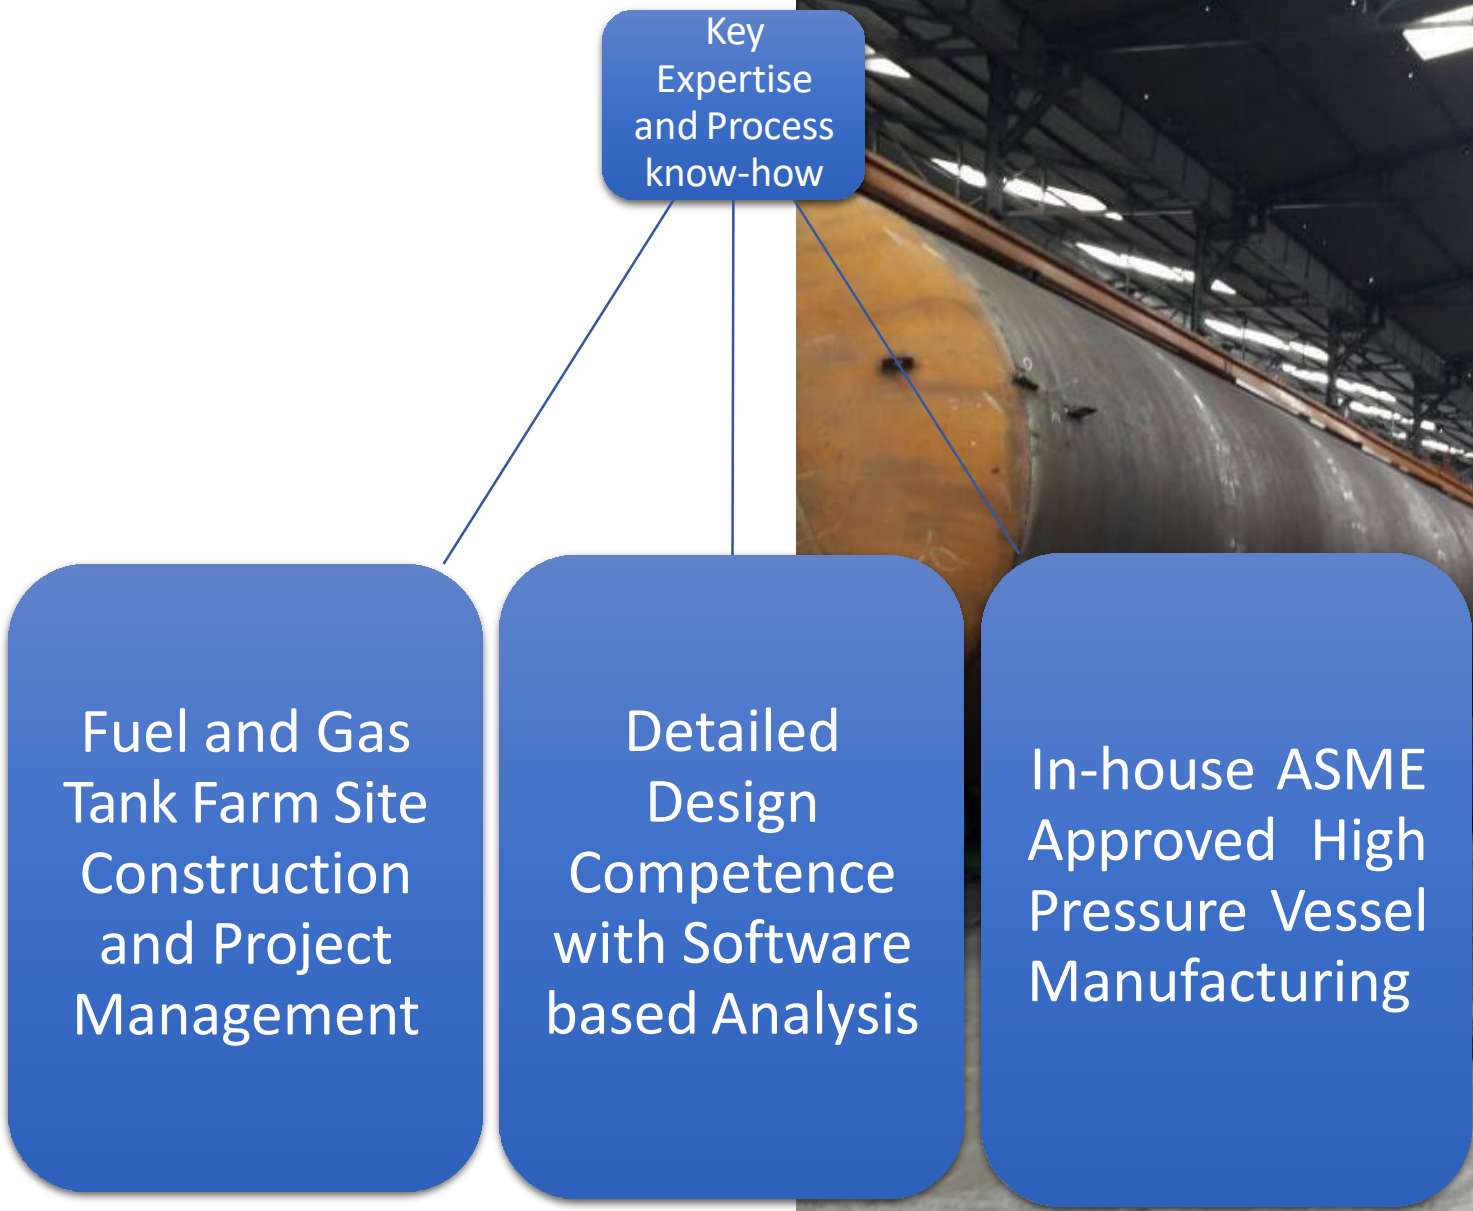 Key
Expertise
and Process
know-how
Fuel and Gas
Tank Farm Site
Construction
and Project
Management
Detailed
Design
Competence
with Software
based Analysis
In-house ASME
Approved High
Pressure Vessel
Manufacturing